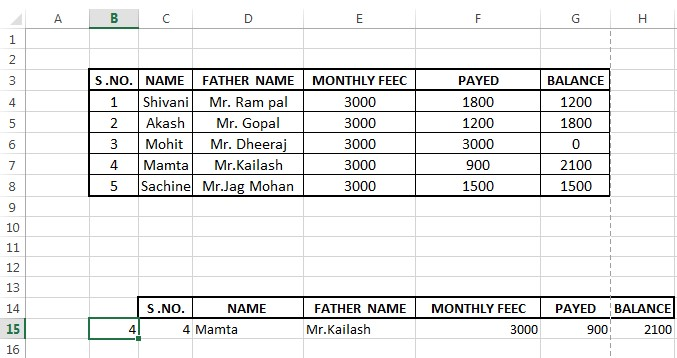 A B C D E F G H
1
2
3 S.NO. NAME FATHER NAME MONTHLY FEEC PAYED BALANCE
4 1 Shivani Mr. Ram pal 3000 1800 1200
5 2 Akash Mr. Gopal 3000 1200 1800
6 3 Mohit Mr. Dheeraj 3000 3000 0
7 4 Mamta Mr.Kailash 3000 900 2100
8 5 Sachine Mr.Jag Mohan 3000 1500 1500
9
10
11
12
13
14 S.NO. NAME FATHER NAME MONTHLY FEEC PAYED BALANCE
15 4 4 Mamta Mr.Kailash 3000 900 2100
16